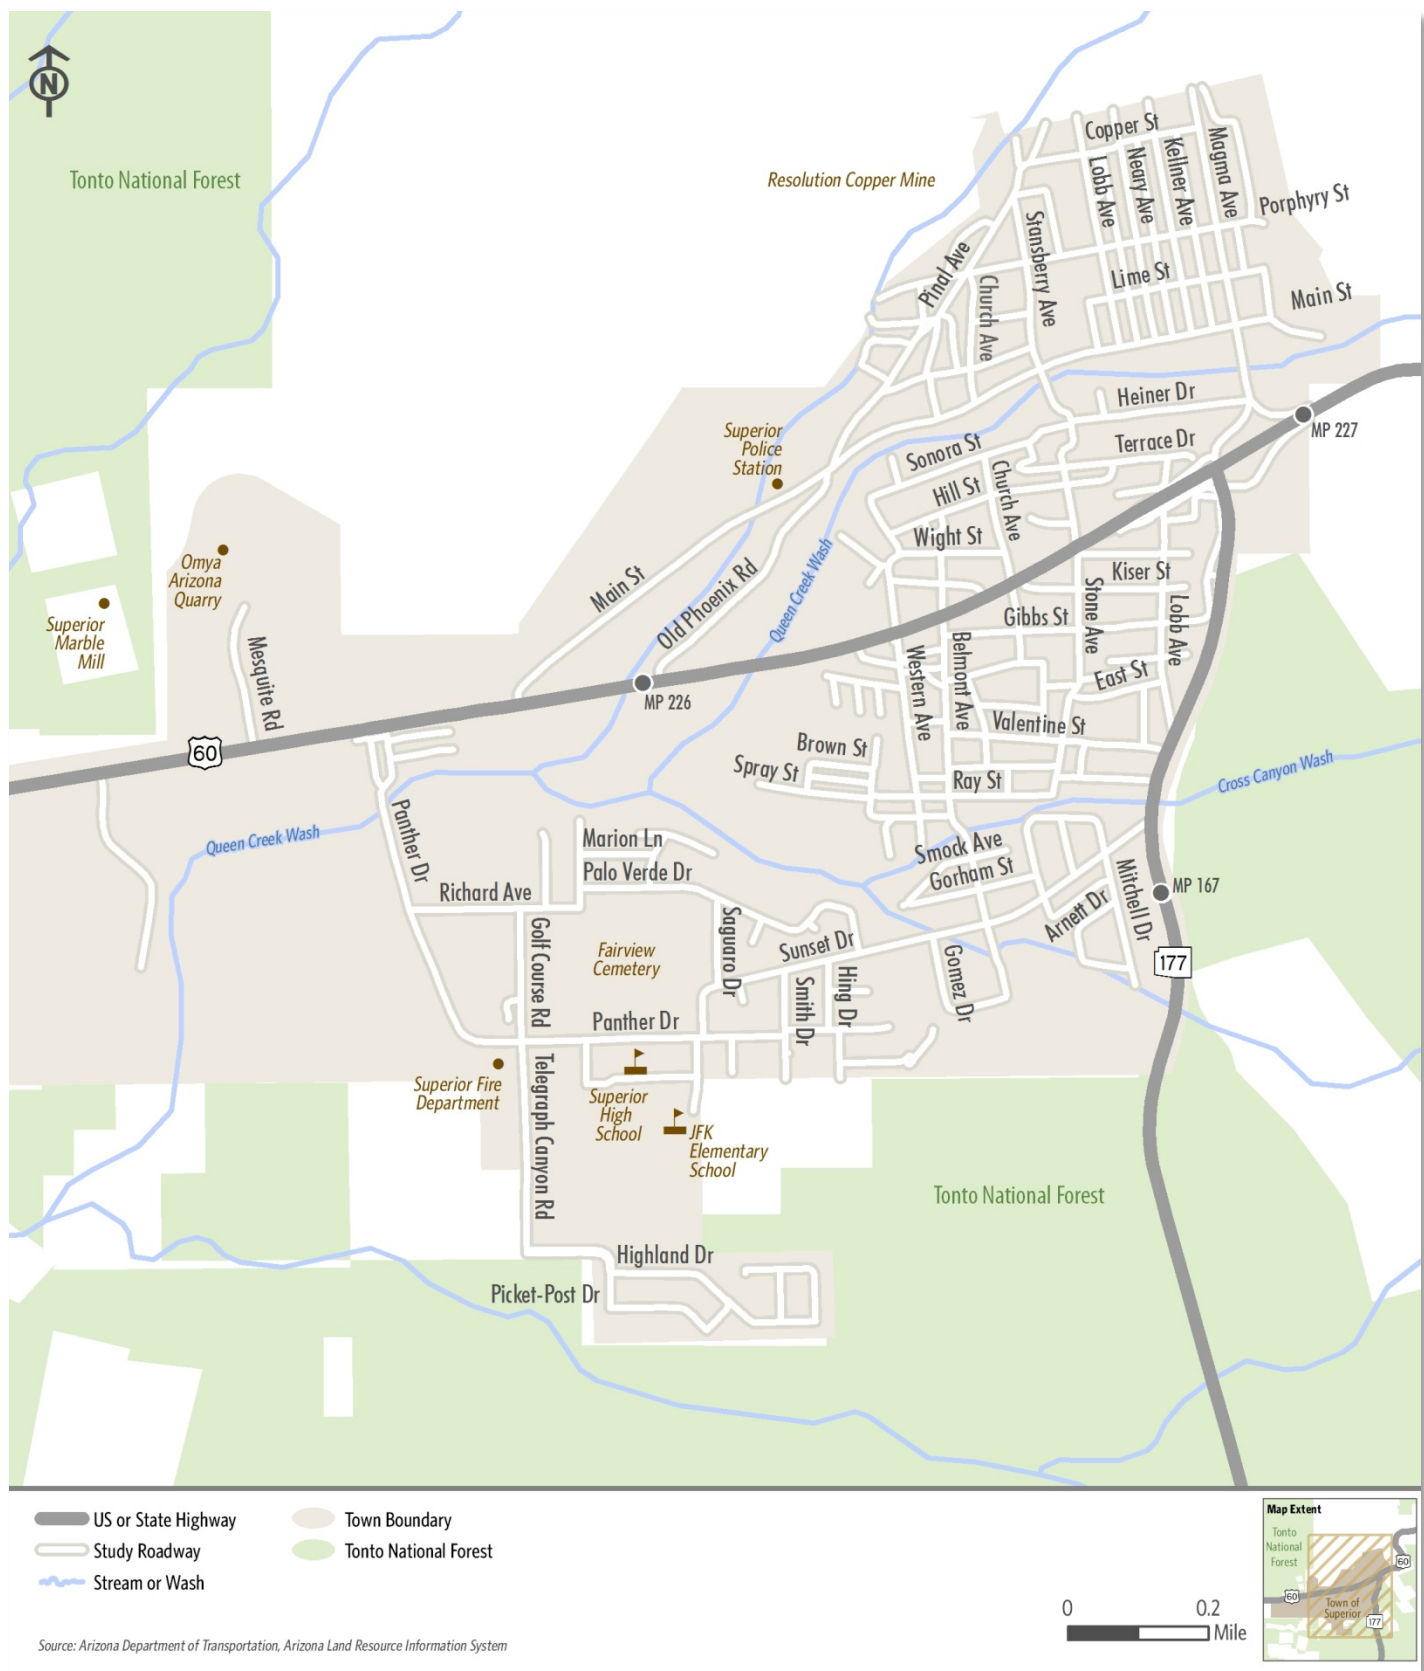 N
Tonto National Forest
Resolution Copper Mine
Copper St
Lobb Ave
Neary Ave
Kellner Ave
Magma Ave
Porphyry St
Stansberry Ave
Pinal Ave
Church Ave
Lime St
Main St
Heiner Dr
MP 227
Terrace Dr
Superior
Police
Station
Sonora St
Hill St
Church Ave
Wight St
Omya
Arizona
Quarry
Superior
Marble
Mill
Mesquite Rd
Main St
Old Phoenix Rd
Queen Creek Wash
Kiser St
Gibbs St
Stone Ave
Lobb Ave
Belmont Ave
Western Ave
East St
MP 226
60
Valentine St
Brown St
Spray St
Ray St
Cross Canyon Wash
Queen Creek Wash
Panther Dr
Marion Ln
Palo Verde Dr
Richard Ave
Smock Ave
Gorham St
Mitchell Dr
MP 167
Arnett Dr
Saguaro Dr
Sunset Dr
Golf Course Rd
Fairview
Cemetery
Gomez Dr
177
Hing Dr
Smith Dr
Panther Dr
Superior Fire
Department
Telegraph Canyon Rd
Superior
High
School
JFK
Elementary
School
Tonto National Forest
Highland Dr
Picket-Post Dr
US or State Highway
Study Roadway
Stream or Wash
Town Boundary
Tonto National Forest
0 0.2
Mile
Map Extent
Tonto
National
Forest
60
60
Town of
Superior
177
Source: Arizona Department of Transportation, Arizona Land Resource Information System